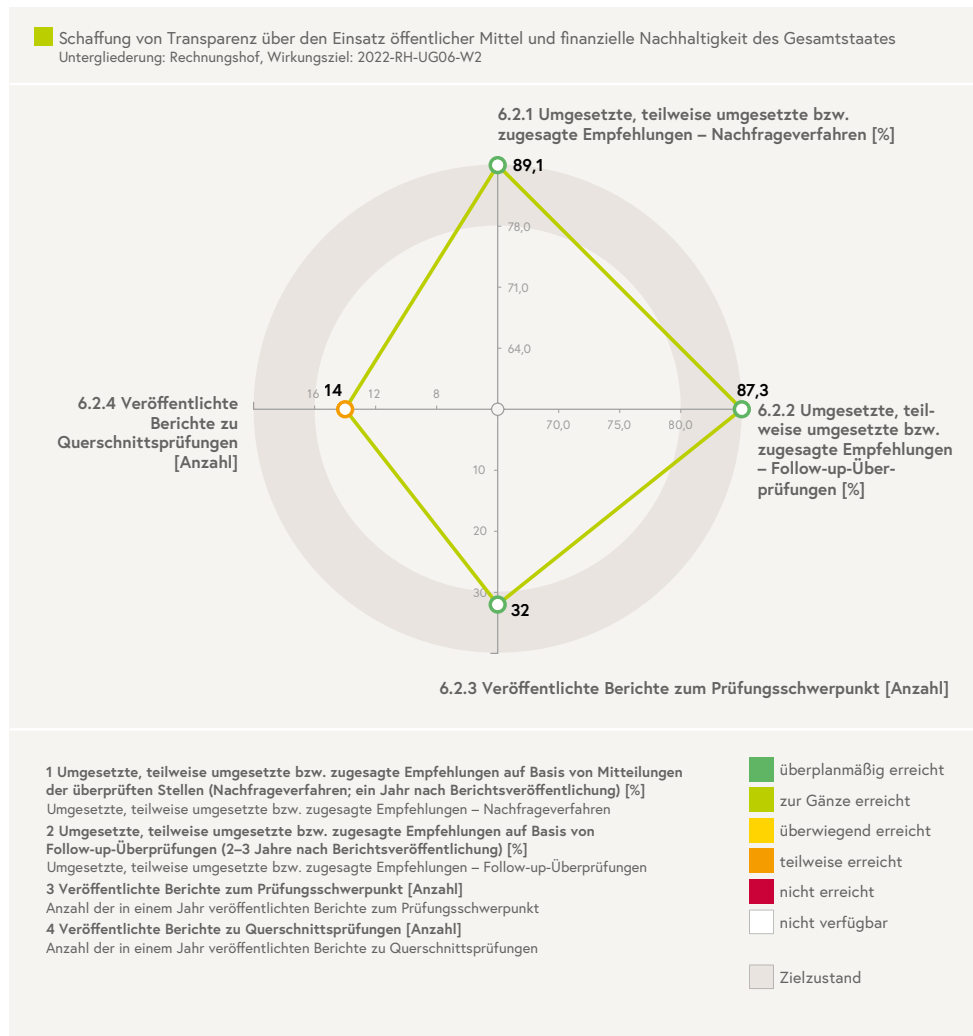 Schaffung von Transparenz über den Einsatz öffentlicher Mittel und finanzielle Nachhaltigkeit des Gesamtstaates
Untergliederung: Rechnungshof, Wirkungsziel: 2022-RH-UG06-W2
6.2.1 Umgesetzte, teilweise umgesetzte bzw.
zugesagte Empfehlungen – Nachfrageverfahren [%]
89,1
78,0
71,0
64,0
16
14
12
8
87,3
6.2.4 Veröffentlichte
Berichte zu
Querschnittsprüfungen
[Anzahl]
70,0
75,0
80,0
6.2.2 Umgesetzte, teil-
weise umgesetzte bzw.
zugesagte Empfehlungen
– Follow-up-Über-
prüfungen [%]
10
20
30
32
6.2.3 Veröffentlichte Berichte zum Prüfungsschwerpunkt [Anzahl]
1 Umgesetzte, teilweise umgesetzte bzw. zugesagte Empfehlungen auf Basis von Mitteilungen
der überprüften Stellen (Nachfrageverfahren; ein Jahr nach Berichtsveröffentlichung) [%]
Umgesetzte, teilweise umgesetzte bzw. zugesagte Empfehlungen – Nachfrageverfahren
2 Umgesetzte, teilweise umgesetzte bzw. zugesagte Empfehlungen auf Basis von
Follow-up-Überprüfungen (2–3 Jahre nach Berichtsveröffentlichung) [%]
Umgesetzte, teilweise umgesetzte bzw. zugesagte Empfehlungen – Follow-up-Überprüfungen
3 Veröffentlichte Berichte zum Prüfungsschwerpunkt [Anzahl]
Anzahl der in einem Jahr veröffentlichten Berichte zum Prüfungsschwerpunkt
4 Veröffentlichte Berichte zu Querschnittsprüfungen [Anzahl]
Anzahl der in einem Jahr veröffentlichten Berichte zu Querschnittsprüfungen
überplanmäßig erreicht
zur Gänze erreicht
überwiegend erreicht
teilweise erreicht
nicht erreicht
nicht verfügbar
Zielzustand